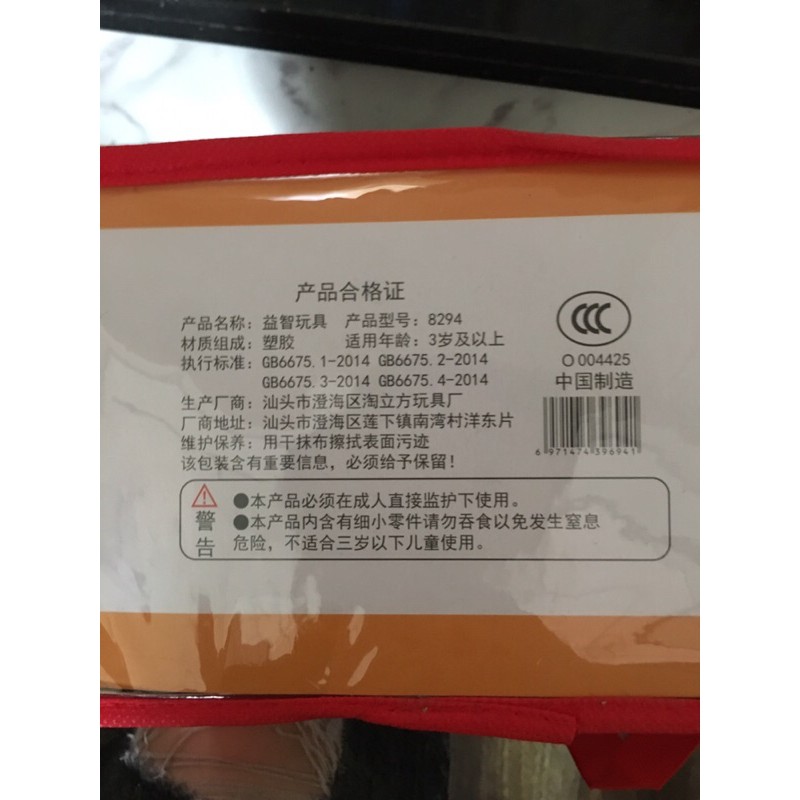 产品合格证
产品名称：益智玩具 产品型号：8294
材质组成：塑胶 适用年龄：3岁及以上
执行标准：GB6675.1-2014 GB6675.2-2014
GB6675.3-2014 GB6675.4-2014
生产厂商：汕头市澄海区淘立方玩具厂
厂商地址：汕头市澄海区莲下镇南湾村洋东片
维护保养：用干抹布擦拭表面污迹
该包装含有重要信息，必须给予保留！
CCC
O 004425
中国制造
6 971474 396941
警告
●本产品必须在成人直接监护下使用。
●本产品内含有细小零件请勿吞食以免发生窒息
危险，不适合三岁以下儿童使用。